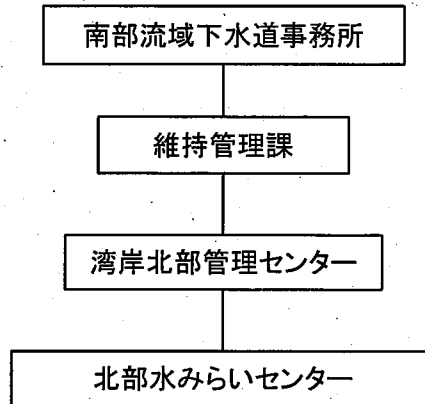 南部流域下水道事務所
維持管理課
湾岸北部管理センター
北部水みらいセンター